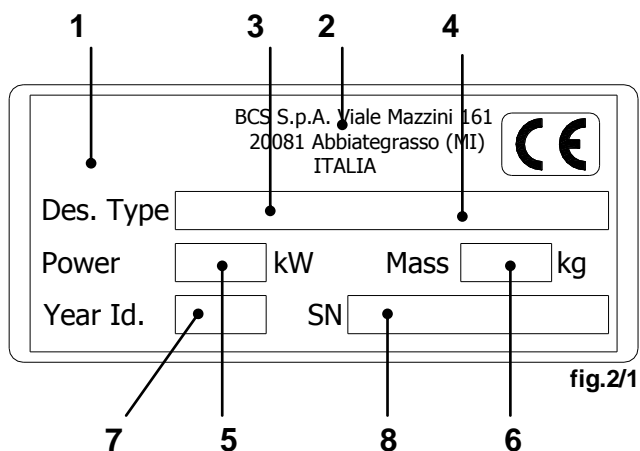 1 3 2 4
BCS S.p.A. Viale Mazzini 161
20081 Abbiategrasso (MI)
ITALIA
CE
Des. Type
Power kW Mass kg
Year Id. SN
fig.2/1
7 5 8 6